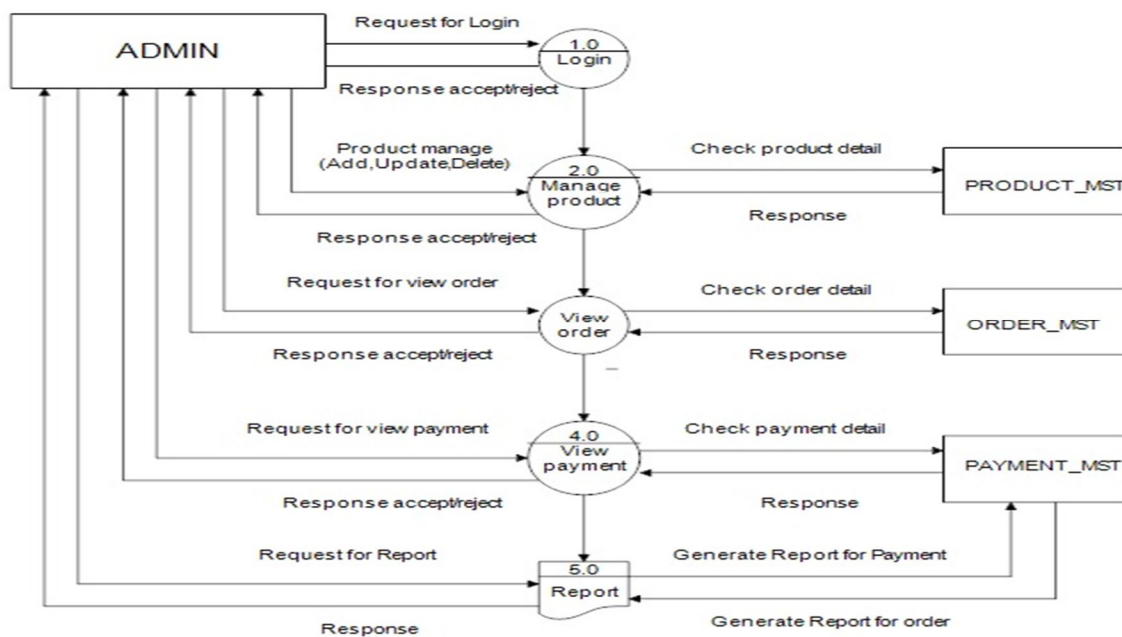 Request for Login
ADMIN
1.0
Login
Response accept/reject
Product manage
(Add,Update,Delete)
Check product detail
2.0
Manage
product
PRODUCT_MST
Response
Response accept/reject
Request for view order
Check order detail
View
order
ORDER_MST
Response accept/reject
Response
Request for view payment
Check payment detail
4.0
View
payment
PAYMENT_MST
Response accept/reject
Response
Request for Report
Generate Report for Payment
5.0
Report
Response
Generate Report for order